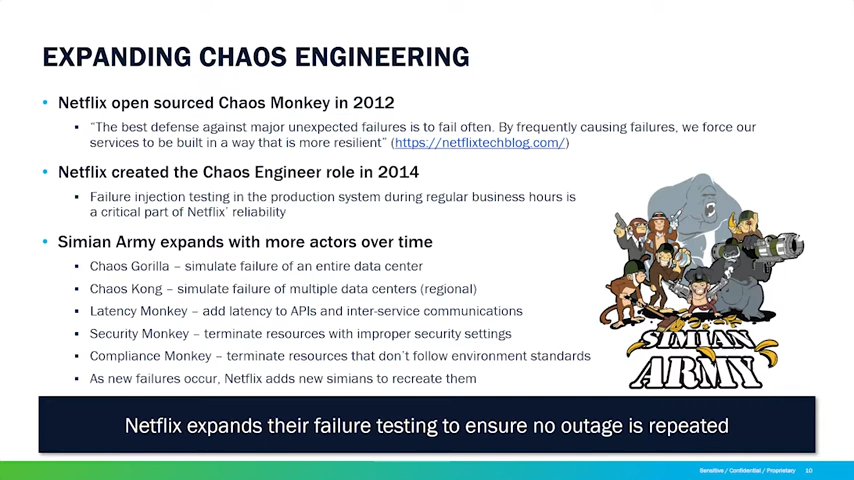 EXPANDING CHAOS ENGINEERING
• Netflix open sourced Chaos Monkey in 2012
▪ “The best defense against major unexpected failures is to fail often. By frequently causing failures, we force our
services to be built in a way that is more resilient” (https://netflixtechblog.com/)
• Netflix created the Chaos Engineer role in 2014
▪ Failure injection testing in the production system during regular business hours is
a critical part of Netflix’ reliability
• Simian Army expands with more actors over time
▪ Chaos Gorilla – simulate failure of an entire data center
▪ Chaos Kong – simulate failure of multiple data centers (regional)
▪ Latency Monkey – add latency to APIs and inter-service communications
▪ Security Monkey – terminate resources with improper security settings
▪ Compliance Monkey – terminate resources that don’t follow environment standards
▪ As new failures occur, Netflix adds new simians to recreate them
SIMIAN
ARMY
Netflix expands their failure testing to ensure no outage is repeated
Sensitive / Confidential / Proprietary 10